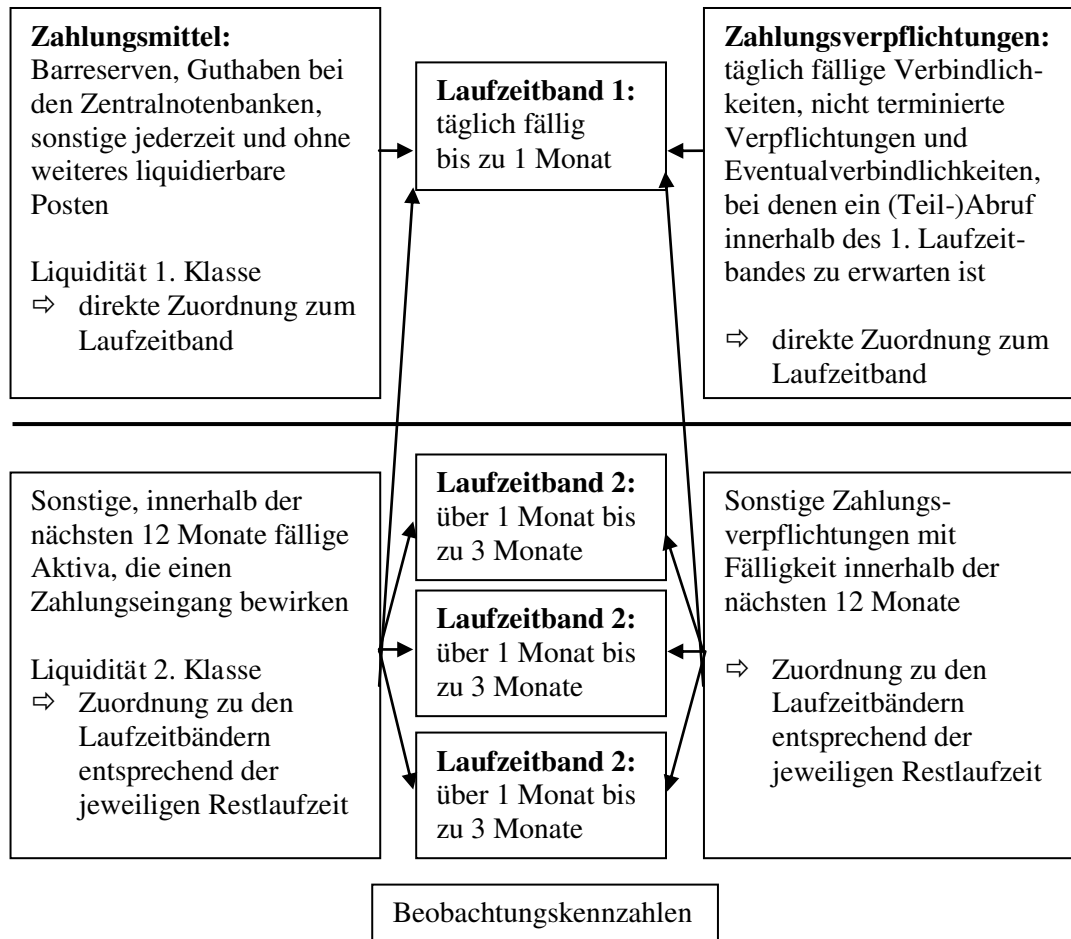 Zahlungsmittel:
Barreserven, Guthaben bei
den Zentralnotenbanken,
sonstige jederzeit und ohne
weiteres liquidierbare
Posten
Liquidität 1. Klasse
⇨ direkte Zuordnung zum
Laufzeitband
Laufzeitband 1:
täglich fällig
bis zu 1 Monat
Zahlungsverpflichtungen:
täglich fällige Verbindlich-
keiten, nicht terminierte
Verpflichtungen und
Eventualverbindlichkeiten,
bei denen ein (Teil-)Abruf
innerhalb des 1. Laufzeit-
bandes zu erwarten ist
⇨ direkte Zuordnung zum
Laufzeitband
Sonstige, innerhalb der
nächsten 12 Monate fällige
Aktiva, die einen
Zahlungseingang bewirken
Liquidität 2. Klasse
⇨ Zuordnung zu den
Laufzeitbändern
entsprechend der
jeweiligen Restlaufzeit
Laufzeitband 2:
über 1 Monat bis
zu 3 Monate
Laufzeitband 2:
über 1 Monat bis
zu 3 Monate
Laufzeitband 2:
über 1 Monat bis
zu 3 Monate
Sonstige Zahlungs-
verpflichtungen mit
Fälligkeit innerhalb der
nächsten 12 Monate
⇨ Zuordnung zu den
Laufzeitbändern
entsprechend der
jeweiligen Restlaufzeit
Beobachtungskennzahlen